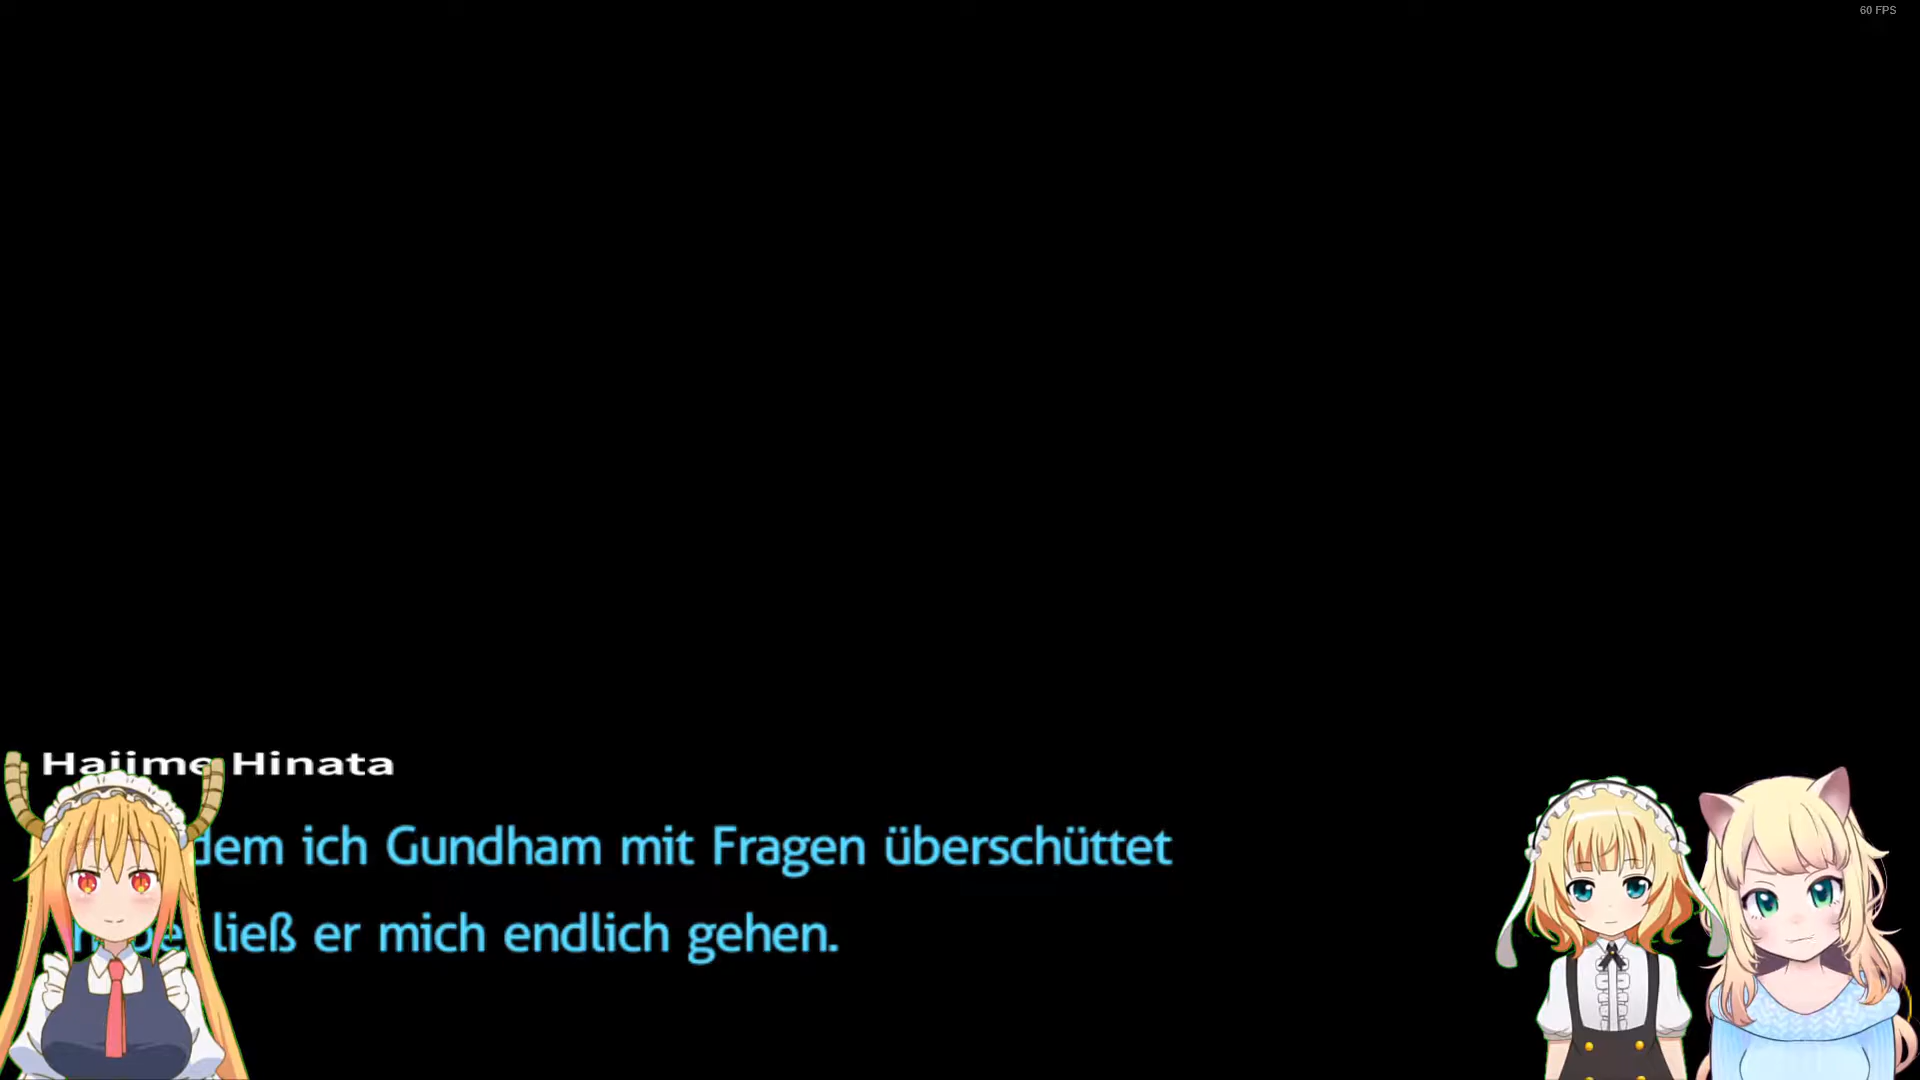 60 FPS
Hajime Hinata
dem ich Gundham mit Fragen überschüttet
ließ er mich endlich gehen.